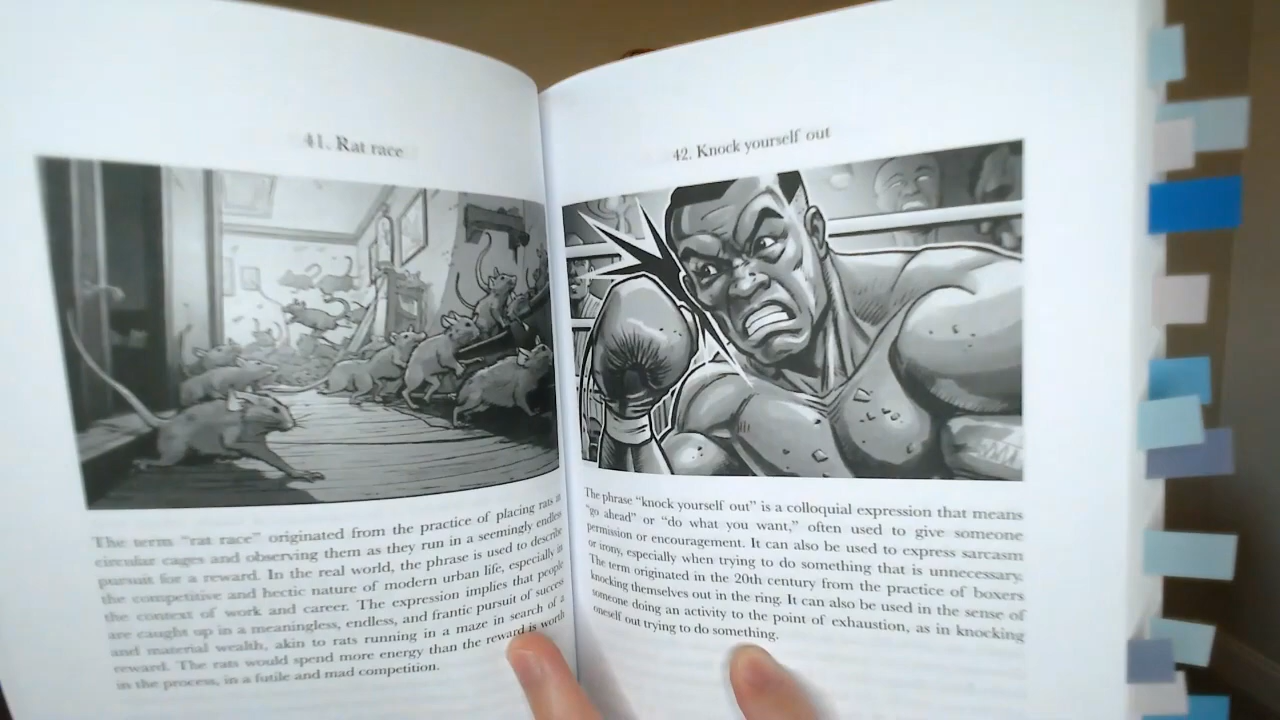 41. Rat race
The term "rat race" originated from the practice of placing rats in
circular cages and observing them as they run in a seemingly endless
pursuit for a reward. In the real world, the phrase is used to describe
the competitive and hectic nature of modern urban life, especially in
the context of work and career. The expression implies that people
are caught up in a meaningless, endless, and frantic pursuit of success
and material wealth, akin to rats running in a maze in search of a
reward. The rats would spend more energy than the reward is worth
in the process, in a futile and mad competition.
42. Knock yourself out
The phrase "knock yourself out" is a colloquial expression that means
"go ahead" or "do what you want," often used to give someone
permission or encouragement. It can also be used to express sarcasm
or irony, especially when trying to do something that is unnecessary.
The term originated in the 20th century from the practice of boxers
knocking themselves out in the ring. It can also be used in the sense of
someone doing an activity to the point of exhaustion, as in knocking
oneself out trying to do something.